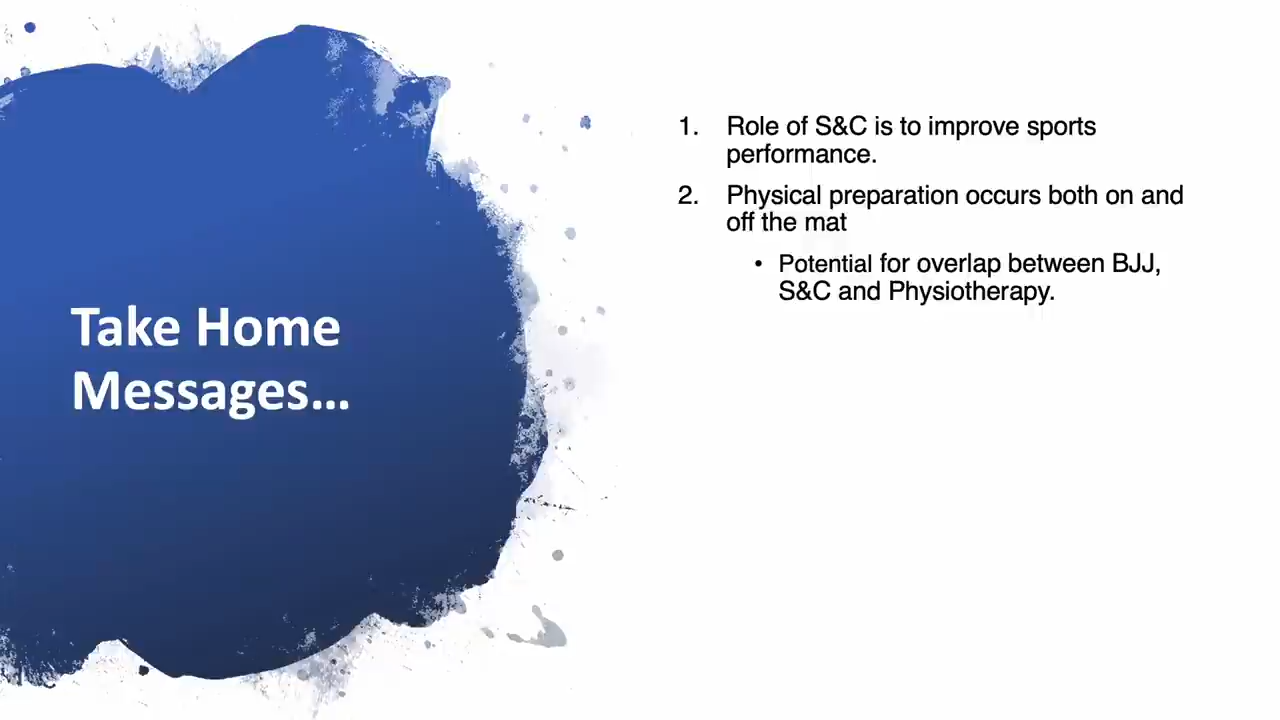 Take Home
Messages...
1. Role of S&C is to improve sports
performance.
2. Physical preparation occurs both on and
off the mat
• Potential for overlap between BJJ,
S&C and Physiotherapy.